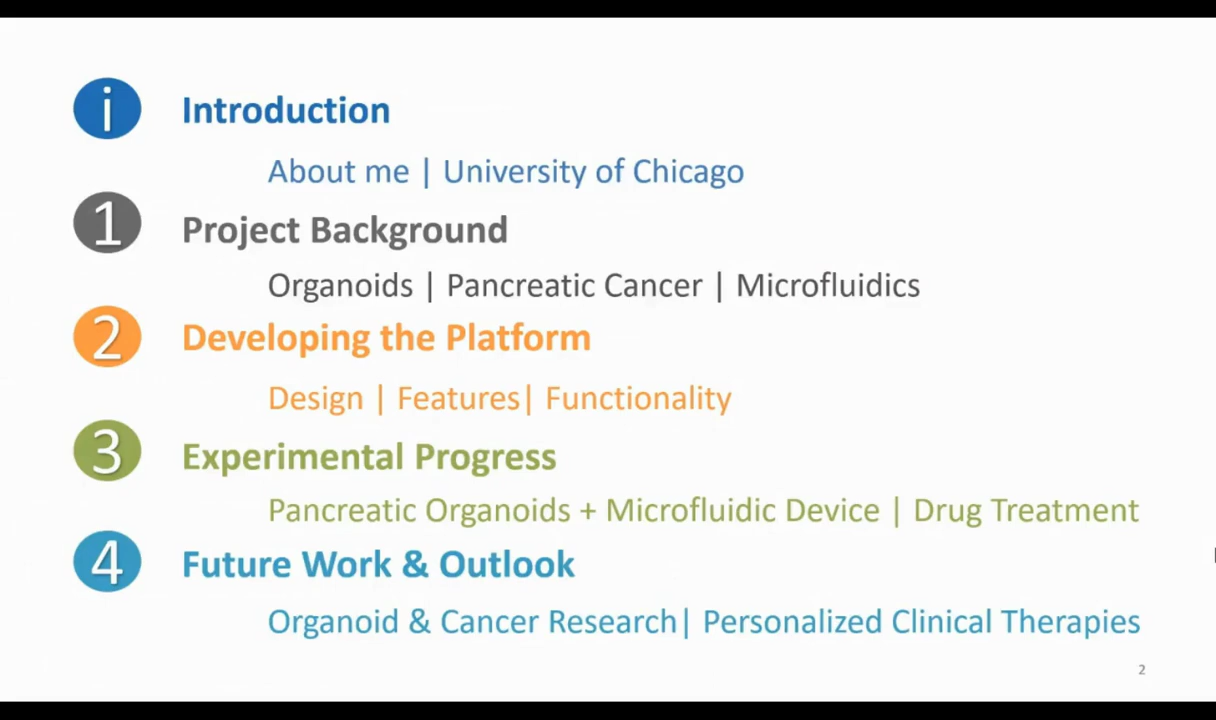 i Introduction
About me | University of Chicago
1 Project Background
Organoids | Pancreatic Cancer | Microfluidics
2 Developing the Platform
Design | Features| Functionality
3 Experimental Progress
Pancreatic Organoids + Microfluidic Device | Drug Treatment
4 Future Work & Outlook
Organoid & Cancer Research| Personalized Clinical Therapies
2